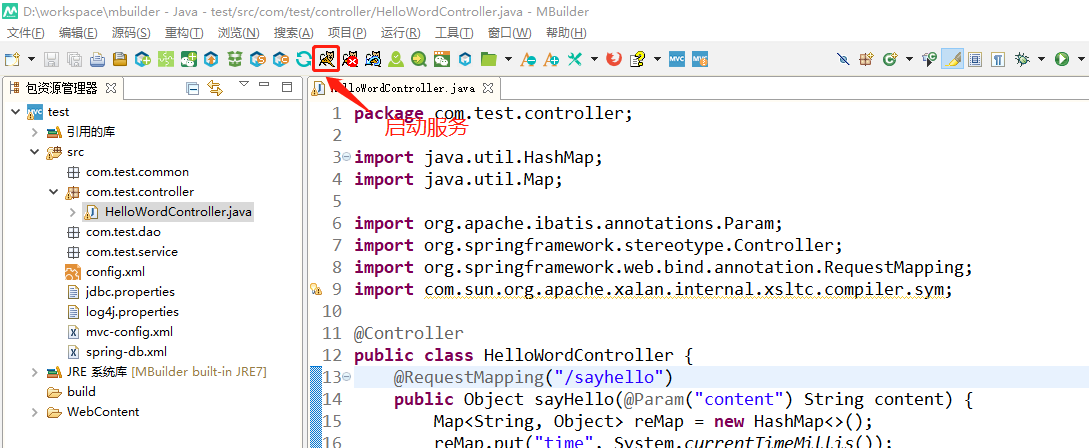 D:\workspace\mbuilder - Java - test/src/com/test/controller/HelloWordController.java - MBuilder
文件(F) 编辑(E) 源码(S) 重构(T) 浏览(N) 搜索(A) 项目(P) 运行(R) 工具(T) 窗口(W) 帮助(H)
MVC
包资源管理器
HelloWordController.java
启动服务
test
引用的库
src
com.test.common
com.test.controller
HelloWordController.java
com.test.dao
com.test.service
config.xml
jdbc.properties
log4j.properties
mvc-config.xml
spring-db.xml
JRE 系统库 [MBuilder built-in JRE7]
build
WebContent
1 package com.test.controller;
2
3 import java.util.HashMap;
4 import java.util.Map;
5
6 import org.apache.ibatis.annotations.Param;
7 import org.springframework.stereotype.Controller;
8 import org.springframework.web.bind.annotation.RequestMapping;
9 import com.sun.org.apache.xalan.internal.xsltc.compiler.sym;
10
11 @Controller
12 public class HelloWordController {
13 @RequestMapping("/sayhello")
14 public Object sayHello(@Param("content") String content) {
15 Map<String, Object> reMap = new HashMap<>();
16 reMap.put("time", System.currentTimeMillis());